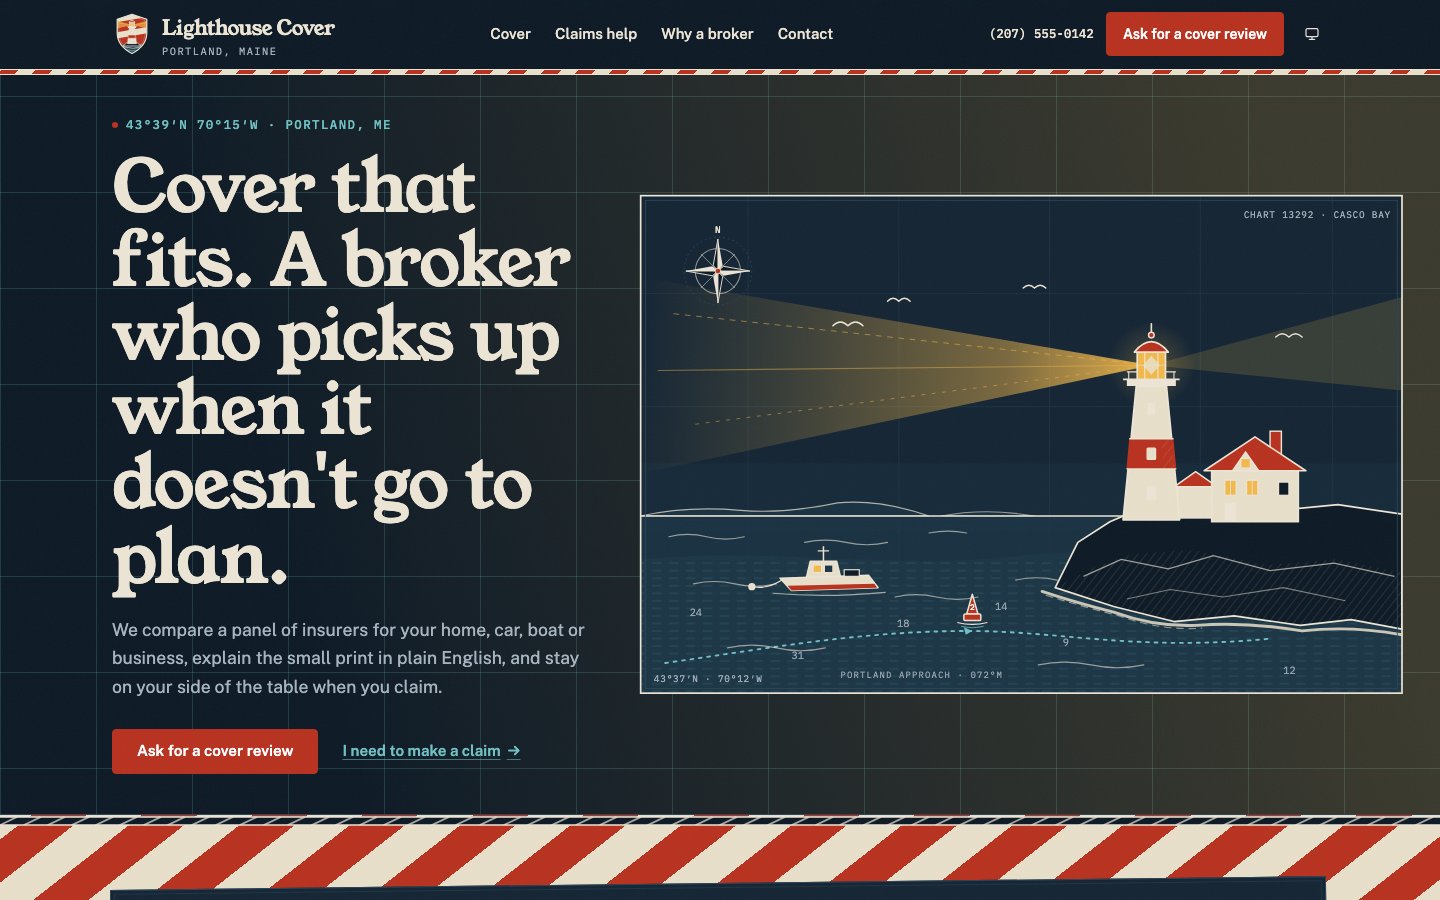 Lighthouse Cover
PORTLAND, MAINE
Cover
Claims help
Why a broker
Contact
(207) 555-0142
Ask for a cover review
43°39′N 70°15′W · PORTLAND, ME
Cover that
fits. A broker
who picks up
when it
doesn't go to
plan.
We compare a panel of insurers for your home, car, boat or
business, explain the small print in plain English, and stay
on your side of the table when you claim.
Ask for a cover review
I need to make a claim →
CHART 13292 · CASCO BAY
N
2
24
18
14
31
9
12
43°37′N · 70°12′W
PORTLAND APPROACH · 072°M